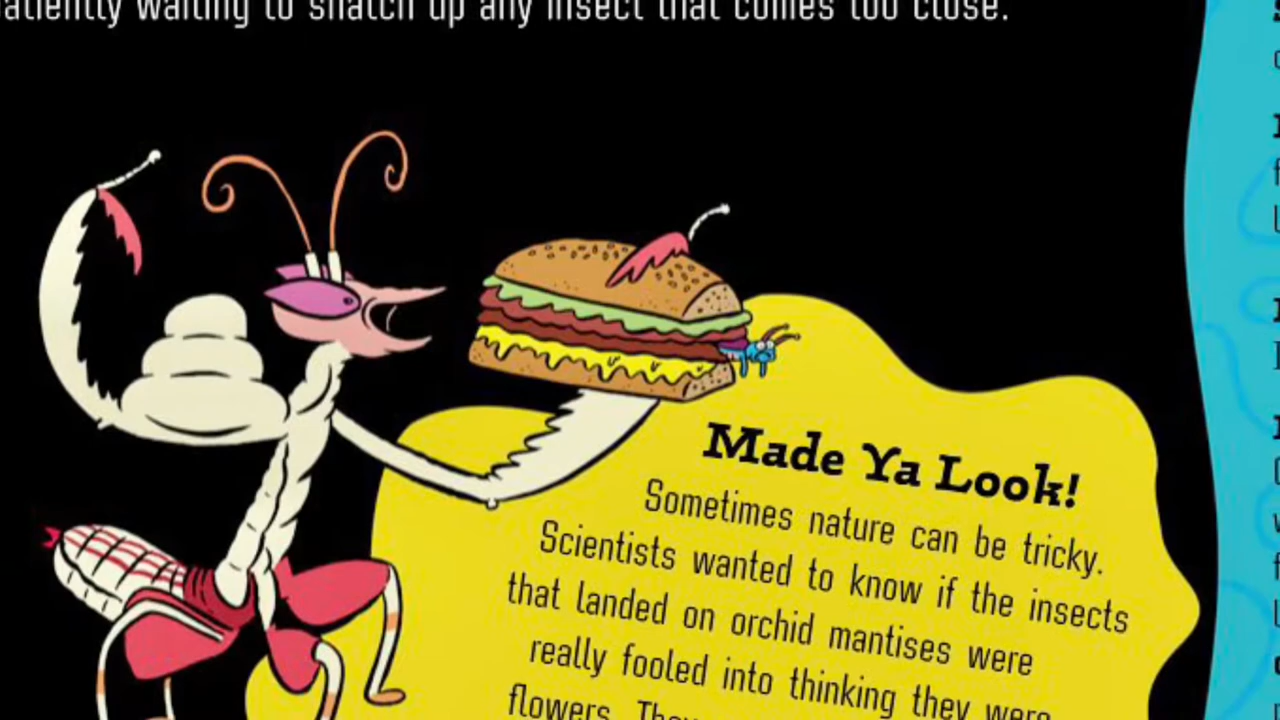 patiently waiting to snatch up any insect that comes too close.
Made Ya Look!
Sometimes nature can be tricky.
Scientists wanted to know if the insects
that landed on orchid mantises were
really fooled into thinking they were
flowers. They